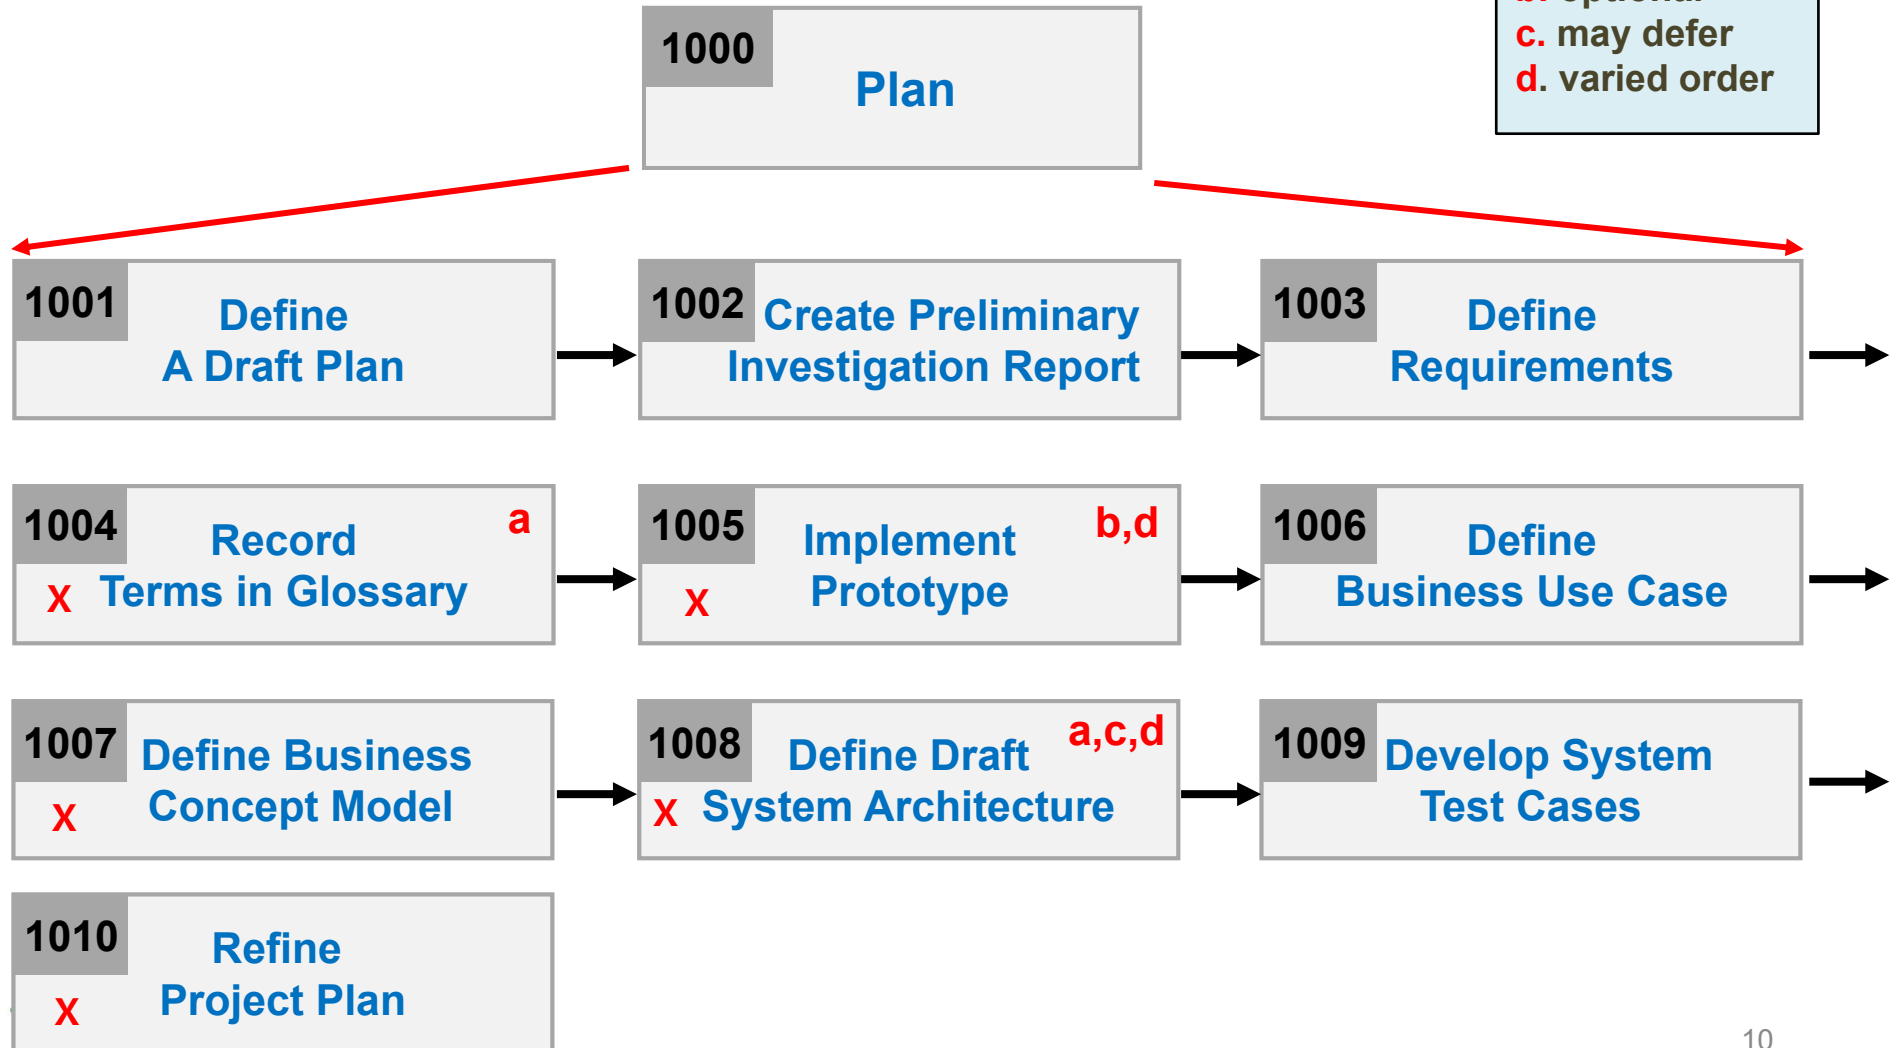 b. optional
c. may defer
d. varied order
1000
Plan
1001
Define
A Draft Plan
1002
Create Preliminary
Investigation Report
1003
Define
Requirements
1004
a
Record
X
Terms in Glossary
1005
b,d
Implement
X
Prototype
1006
Define
Business Use Case
1007
Define Business
X
Concept Model
1008
a,c,d
Define Draft
X
System Architecture
1009
Develop System
Test Cases
1010
Refine
X
Project Plan
10